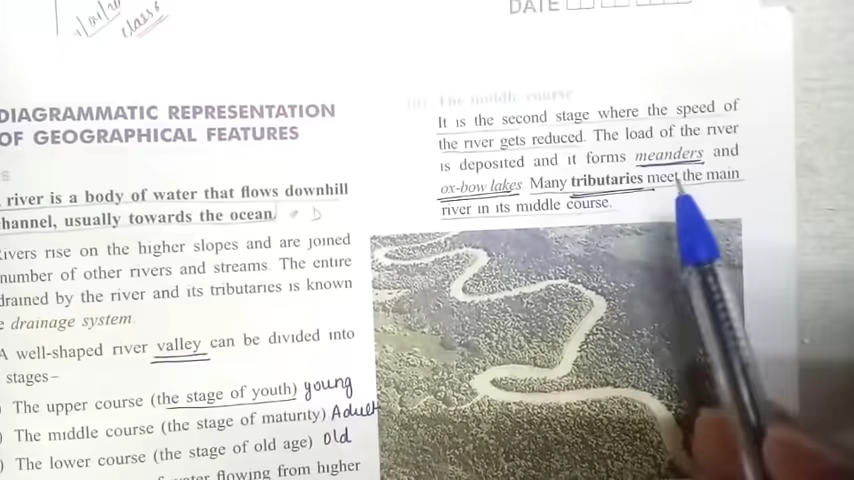 DATE
Class 6
DIAGRAMMATIC REPRESENTATION
OF GEOGRAPHICAL FEATURES
river is a body of water that flows downhill
hannel, usually towards the ocean.
ivers rise on the higher slopes and are joined
number of other rivers and streams. The entire
drained by the river and its tributaries is known
drainage system.
A well-shaped river valley can be divided into
stages–
The upper course (the stage of youth) young
The middle course (the stage of maturity) Adult
The lower course (the stage of old age) old
flowing from higher
The middle course
It is the second stage where the speed of
the river gets reduced. The load of the river
is deposited and it forms meanders and
ox-bow lakes Many tributaries meet the main
river in its middle course.